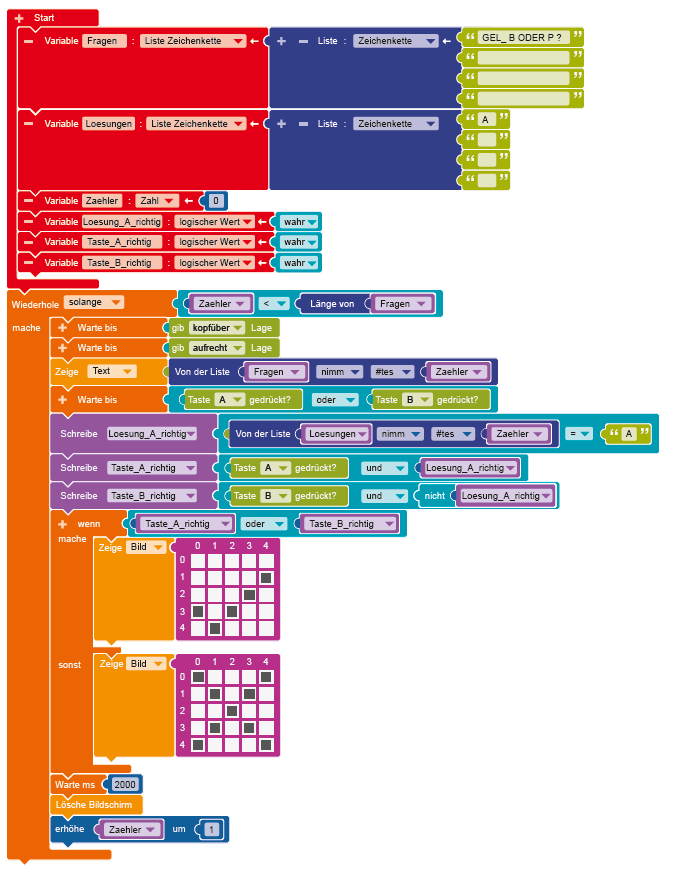 Start
Variable Fragen : Liste Zeichenkette ← + − Liste : Zeichenkette ← “ GEL_ B ODER P ? ”
“ ”
“ ”
“ ”
Variable Loesungen : Liste Zeichenkette ← + − Liste : Zeichenkette “ A ”
“ ”
“ ”
“ ”
Variable Zaehler : Zahl ← 0
Variable Loesung_A_richtig : logischer Wert ← wahr
Variable Taste_A_richtig : logischer Wert ← wahr
Variable Taste_B_richtig : logischer Wert ← wahr
Wiederhole solange Zaehler < Länge von Fragen
mache + Warte bis gib kopfüber Lage
+ Warte bis gib aufrecht Lage
Zeige Text Von der Liste Fragen nimm #tes Zaehler
+ Warte bis Taste A gedrückt? oder Taste B gedrückt?
Schreibe Loesung_A_richtig Von der Liste Loesungen nimm #tes Zaehler = “ A ”
Schreibe Taste_A_richtig Taste A gedrückt? und Loesung_A_richtig
Schreibe Taste_B_richtig Taste B gedrückt? und nicht Loesung_A_richtig
+ wenn Taste_A_richtig oder Taste_B_richtig
mache Zeige Bild 0 1 2 3 4
0
1
2
3
4
sonst Zeige Bild 0 1 2 3 4
0
1
2
3
4
Warte ms 2000
Lösche Bildschirm
erhöhe Zaehler um 1